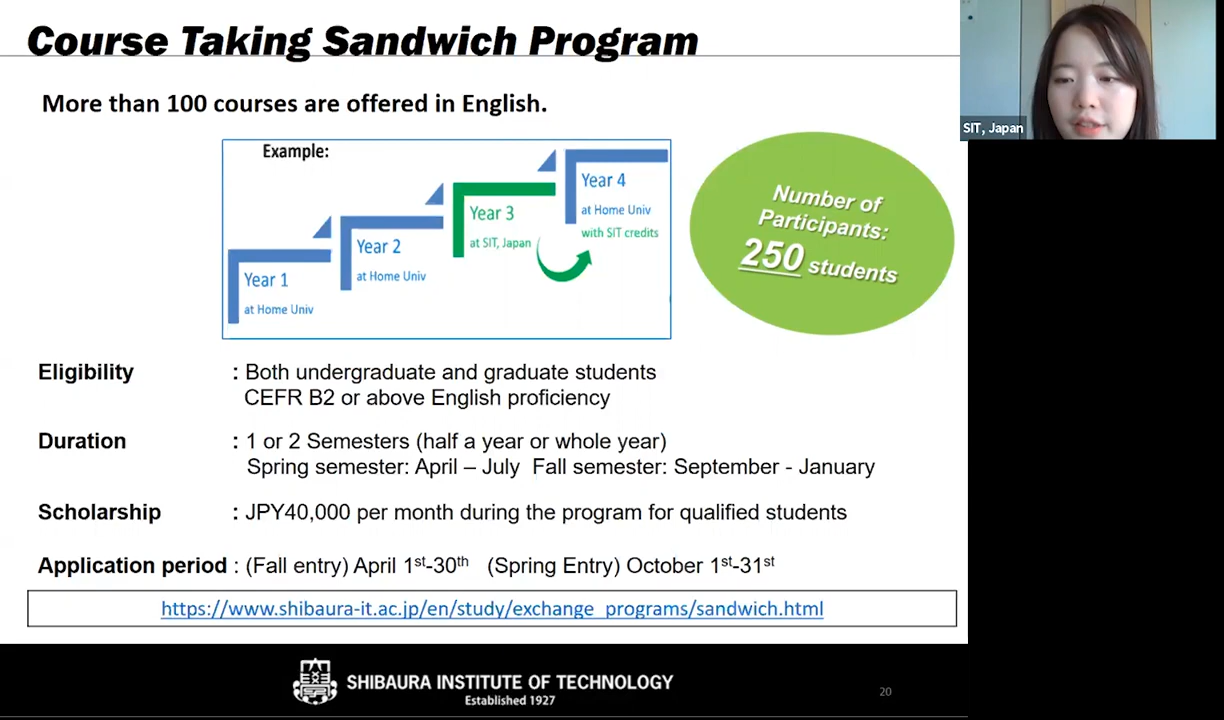 Course Taking Sandwich Program
SIT, Japan
More than 100 courses are offered in English.
Example:
Year 1
at Home Univ
Year 2
at Home Univ
Year 3
at SIT, Japan
Year 4
at Home Univ
with SIT credits
Number of
Participants:
250 students
Eligibility : Both undergraduate and graduate students
CEFR B2 or above English proficiency
Duration : 1 or 2 Semesters (half a year or whole year)
Spring semester: April – July Fall semester: September - January
Scholarship : JPY40,000 per month during the program for qualified students
Application period : (Fall entry) April 1st-30th (Spring Entry) October 1st-31st
https://www.shibaura-it.ac.jp/en/study/exchange_programs/sandwich.html
SHIBAURA INSTITUTE OF TECHNOLOGY
Established 1927
20